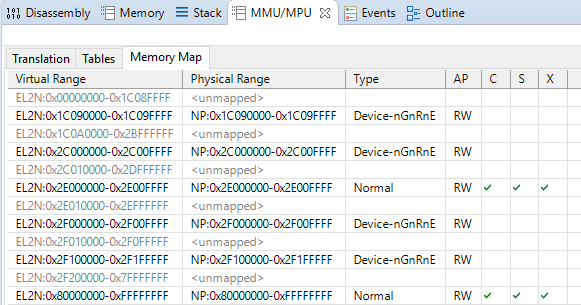 Disassembly Memory Stack MMU/MPU Events Outline
Translation Tables Memory Map
Virtual Range Physical Range Type AP C S X
EL2N:0x00000000-0x1C08FFFF <unmapped>
EL2N:0x1C090000-0x1C09FFFF NP:0x1C090000-0x1C09FFFF Device-nGnRnE RW
EL2N:0x1C0A0000-0x2BFFFFFF <unmapped>
EL2N:0x2C000000-0x2C00FFFF NP:0x2C000000-0x2C00FFFF Device-nGnRnE RW
EL2N:0x2C010000-0x2DFFFFFF <unmapped>
EL2N:0x2E000000-0x2E00FFFF NP:0x2E000000-0x2E00FFFF Normal RW ✓ ✓ ✓
EL2N:0x2E010000-0x2EFFFFFF <unmapped>
EL2N:0x2F000000-0x2F00FFFF NP:0x2F000000-0x2F00FFFF Device-nGnRnE RW
EL2N:0x2F010000-0x2F0FFFFF <unmapped>
EL2N:0x2F100000-0x2F1FFFFF NP:0x2F100000-0x2F1FFFFF Device-nGnRnE RW
EL2N:0x2F200000-0x7FFFFFFF <unmapped>
EL2N:0x80000000-0xFFFFFFFF NP:0x80000000-0xFFFFFFFF Normal RW ✓ ✓ ✓